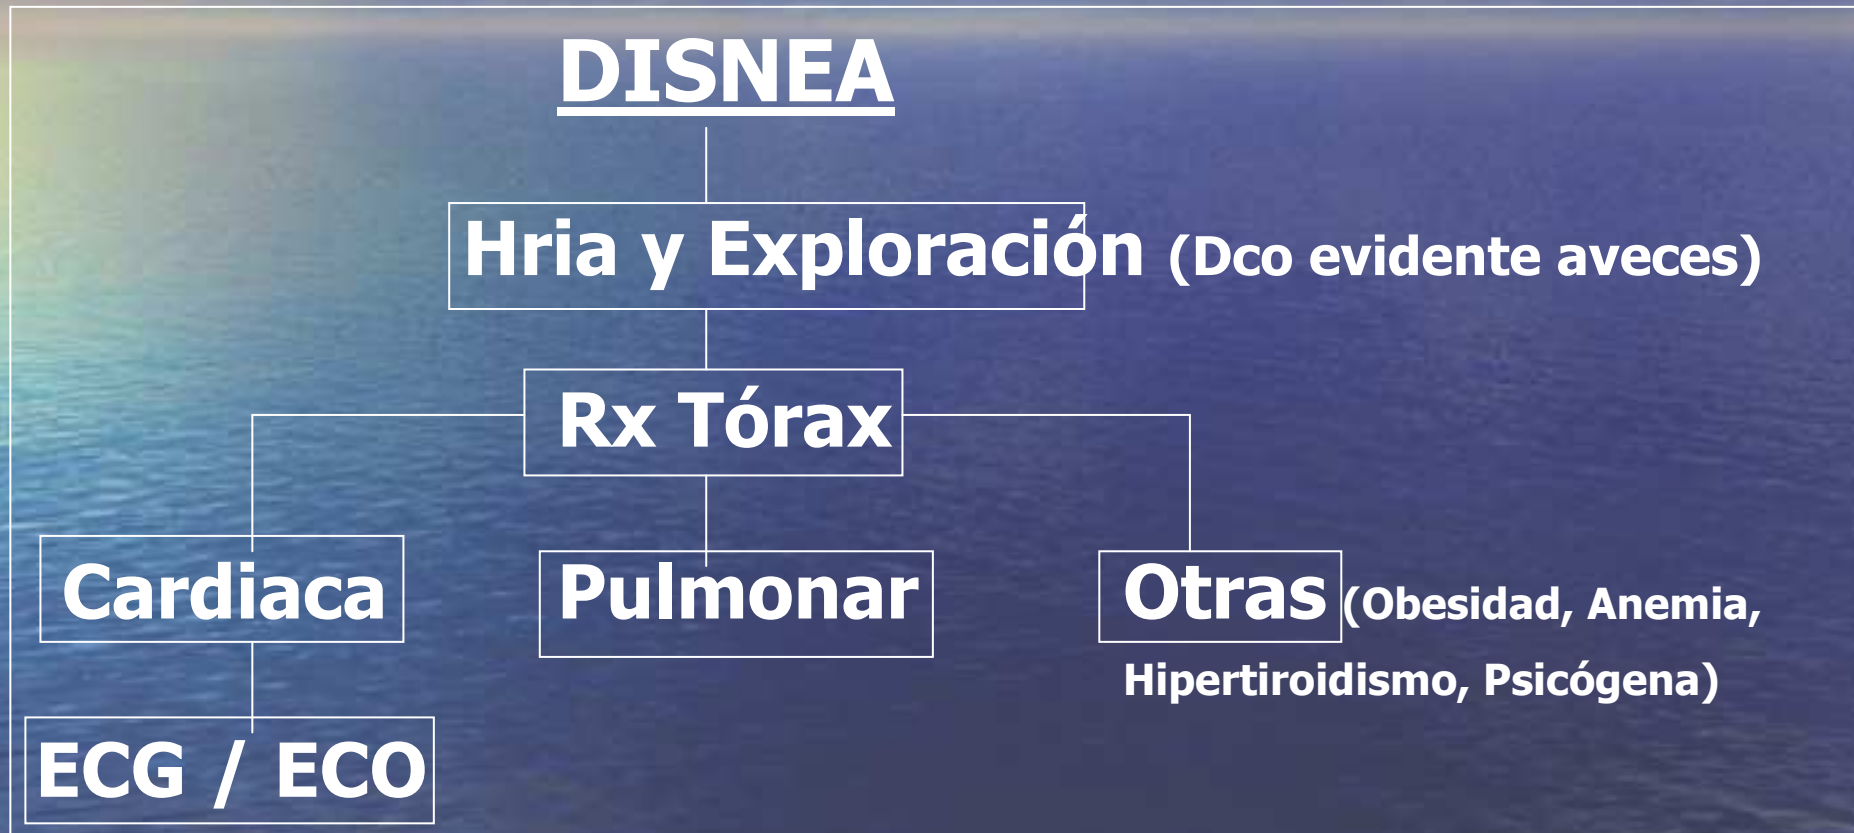 DISNEA
Hria y Exploración (Dco evidente aveces)
Rx Tórax
Cardiaca
Pulmonar
Otras (Obesidad, Anemia,
Hipertiroidismo, Psicógena)
ECG / ECO